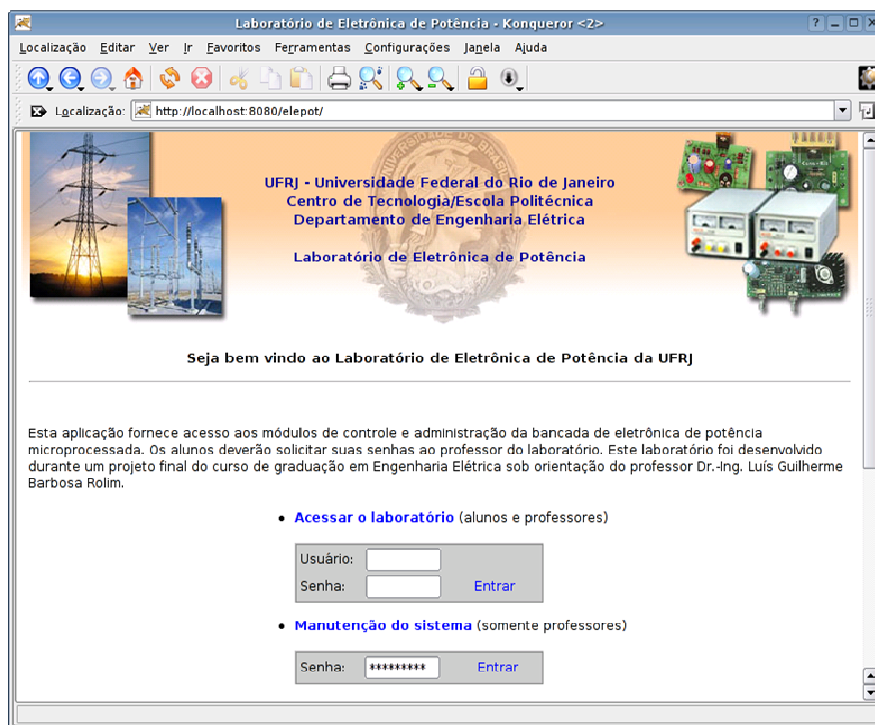 Laboratório de Eletrônica de Potência - Konqueror <2>
Localização Editar Ver Ir Favoritos Ferramentas Configurações Janela Ajuda
Localização: http://localhost:8080/elepot/
UFRJ - Universidade Federal do Rio de Janeiro
Centro de Tecnologia/Escola Politécnica
Departamento de Engenharia Elétrica
Laboratório de Eletrônica de Potência
Seja bem vindo ao Laboratório de Eletrônica de Potência da UFRJ
Esta aplicação fornece acesso aos módulos de controle e administração da bancada de eletrônica de potência
microprocessada. Os alunos deverão solicitar suas senhas ao professor do laboratório. Este laboratório foi desenvolvido
durante um projeto final do curso de graduação em Engenharia Elétrica sob orientação do professor Dr.-Ing. Luís Guilherme
Barbosa Rolim.
• Acessar o laboratório (alunos e professores)
Usuário:
Senha: Entrar
• Manutenção do sistema (somente professores)
Senha: ********* Entrar